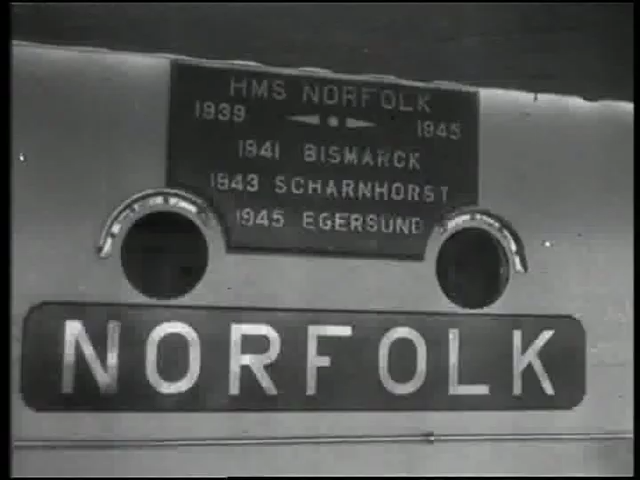 HMS NORFOLK
1939 1945
1941 BISMARCK
1943 SCHARNHORST
1945 EGERSUND
NORFOLK